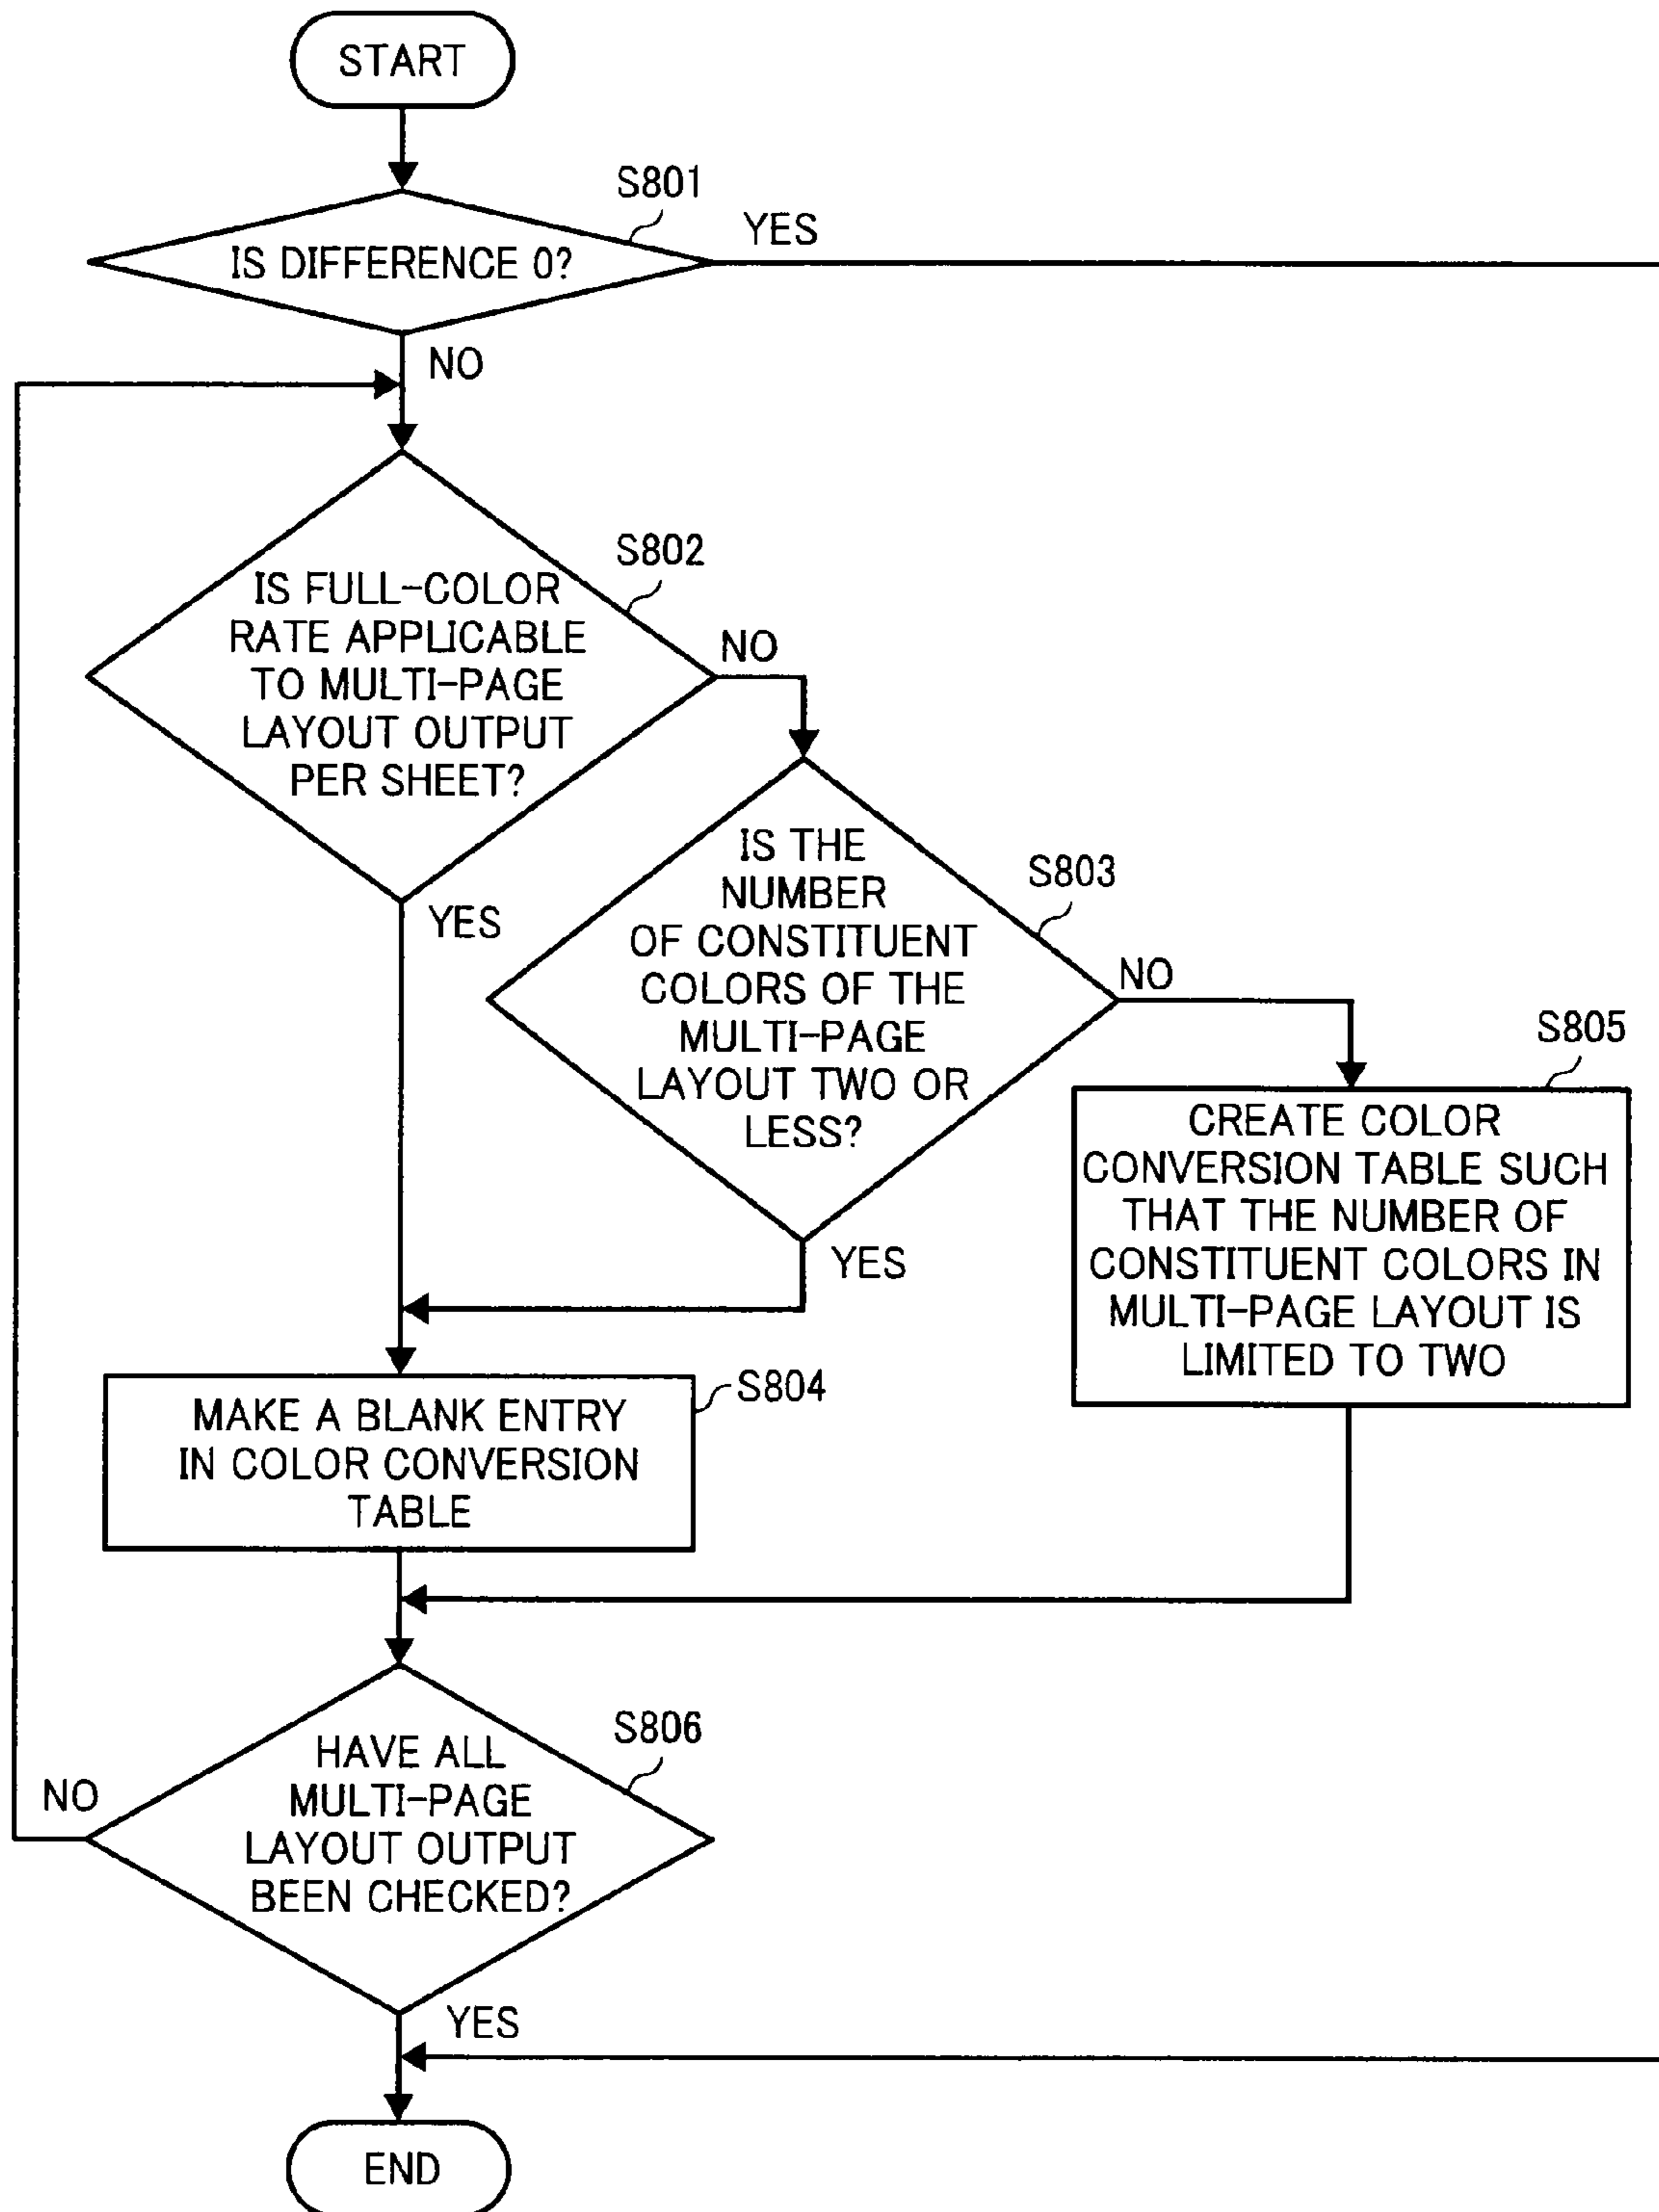 START
S801
YES
IS DIFFERENCE 0?
NO
S802
IS FULL-COLOR
RATE APPLICABLE
TO MULTI-PAGE
LAYOUT OUTPUT
PER SHEET?
NO
YES
S803
IS THE
NUMBER
OF CONSTITUENT
COLORS OF THE
MULTI-PAGE
LAYOUT TWO OR
LESS?
NO
YES
S805
CREATE COLOR
CONVERSION TABLE SUCH
THAT THE NUMBER OF
CONSTITUENT COLORS IN
MULTI-PAGE LAYOUT IS
LIMITED TO TWO
S804
MAKE A BLANK ENTRY
IN COLOR CONVERSION
TABLE
S806
HAVE ALL
MULTI-PAGE
LAYOUT OUTPUT
BEEN CHECKED?
NO
YES
END